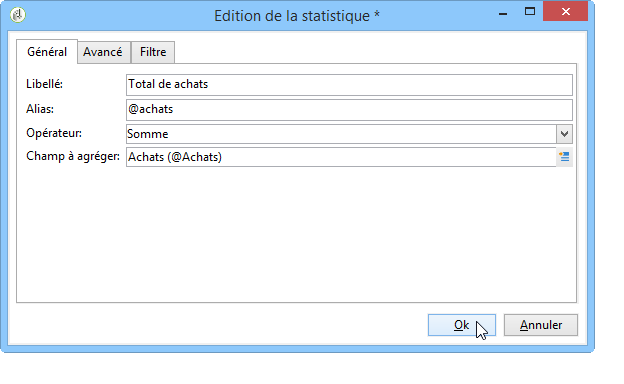 Edition de la statistique *
Général Avancé Filtre
Libellé: Total de achats
Alias: @achats
Opérateur: Somme
Champ à agréger: Achats (@Achats)
Ok Annuler